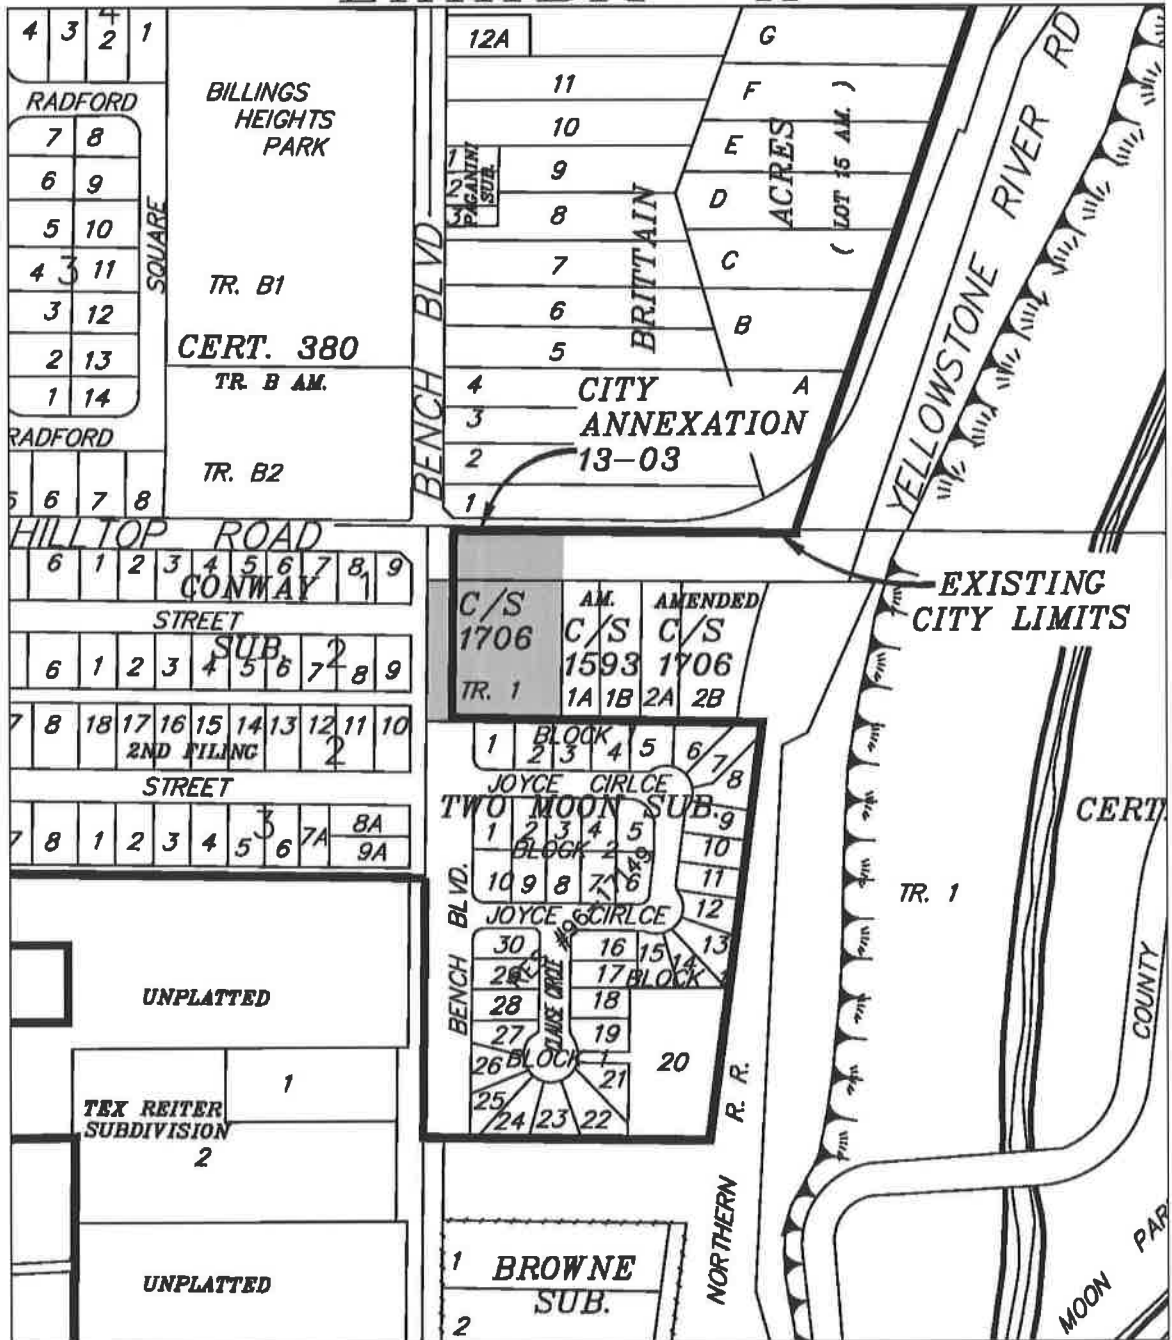 4 3 4 2 1
RADFORD
7 8
6 9
5 10
4 3 11
3 12
2 13
1 14
RADFORD
6 7 8
SQUARE
BILLINGS
HEIGHTS
PARK
TR. B1
CERT. 380
TR. B AM.
TR. B2
BENCH BLVD
12A
11
10
9
8
7
6
5
4
3
2
1
1
2
3
PAGANINI
SUB.
BRITTAIN
ACRES
( LOT 15 AM. )
G
F
E
D
C
B
A
CITY
ANNEXATION
13-03
YELLOWSTONE RIVER RD
HILLTOP ROAD
6 1 2 3 4 5 6 7 8 1 9
CONWAY
STREET
SUB. 2
6 1 2 3 4 5 6 7 8 9
7 8 18 17 16 15 14 13 12 11 10
2ND FILING 2
STREET
7 8 1 2 3 4 5 3 6 7A 8A
9A
C/S
1706
TR. 1
AM.
C/S
1593
1A 1B
AMENDED
C/S
1706
2A 2B
EXISTING
CITY LIMITS
BLOCK 1
1 2 3 4 5 6 7 8
JOYCE CIRLCE
TWO MOON SUB.
1 2 3 4 5
BLOCK 2
10 9 8 7 6
9
10
11
12
13
14
15
JOYCE CIRLCE
30 16
29 17 BLOCK 1
28 18
27 19
BLOCK 1
26 21
25 24 23 22
20
CLAUSE CIRCLE
BENCH BLVD.
UNPLATTED
1
TEX REITER
SUBDIVISION
2
UNPLATTED
1 BROWNE
SUB.
2
NORTHERN R. R.
TR. 1
CERT.
COUNTY
MOON PAR